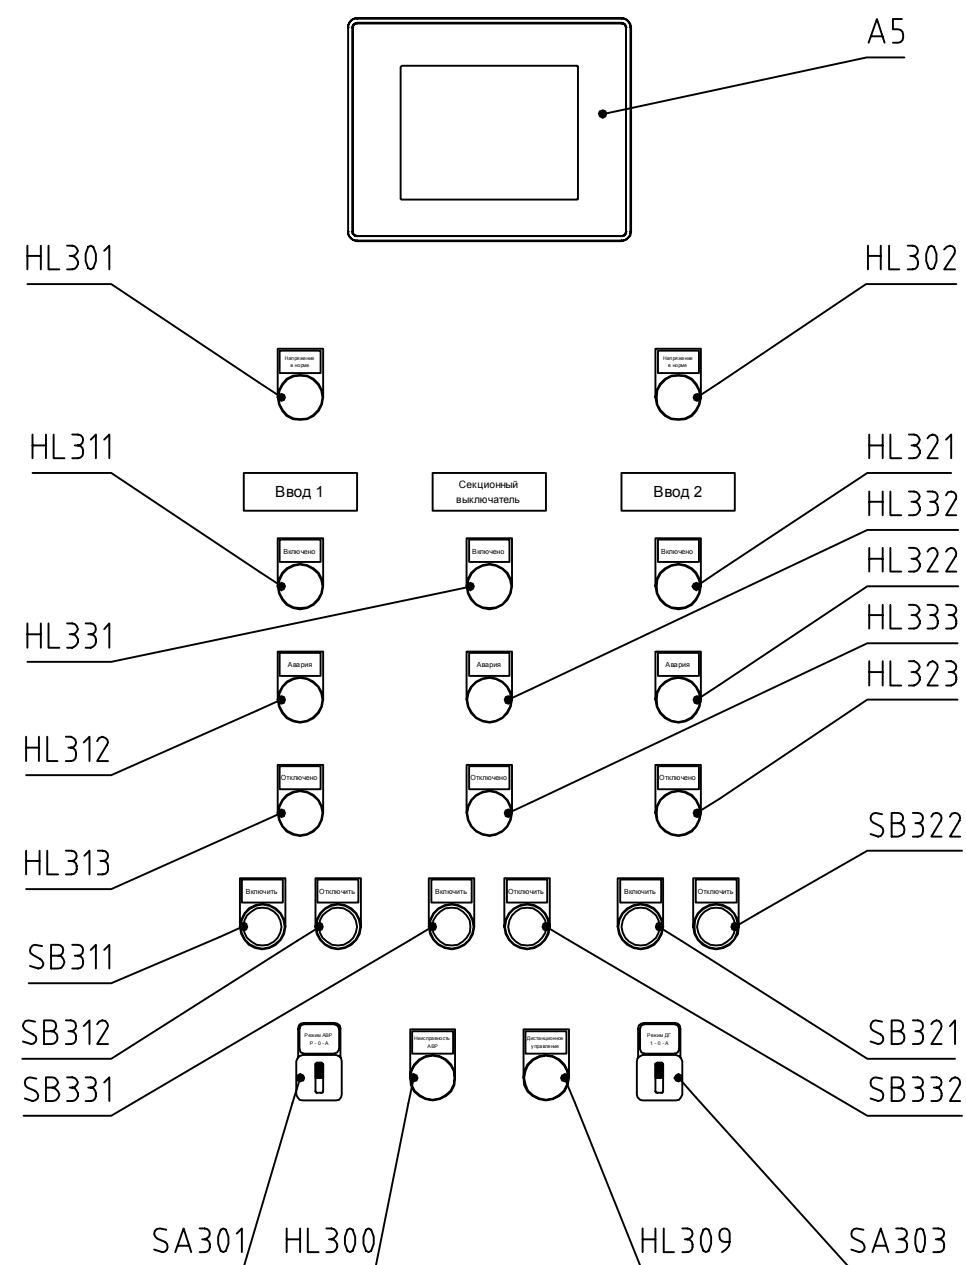 A5
HL301
HL302
Напряжение
в норме
Напряжение
в норме
HL311
HL321
Ввод 1
Секционный
выключатель
Ввод 2
HL332
Включено
Включено
Включено
HL322
HL331
HL333
Авария
Авария
Авария
HL323
HL312
Отключено
Отключено
Отключено
SB322
HL313
Включить
Отключить
Включить
Отключить
Включить
Отключить
SB311
SB312
SB321
Режим АВР
Р - 0 - А
Неисправность
АВР
Дистанционное
управление
Режим ДГ
1 - 0 - А
SB331
SB332
SA301
HL300
HL309
SA303